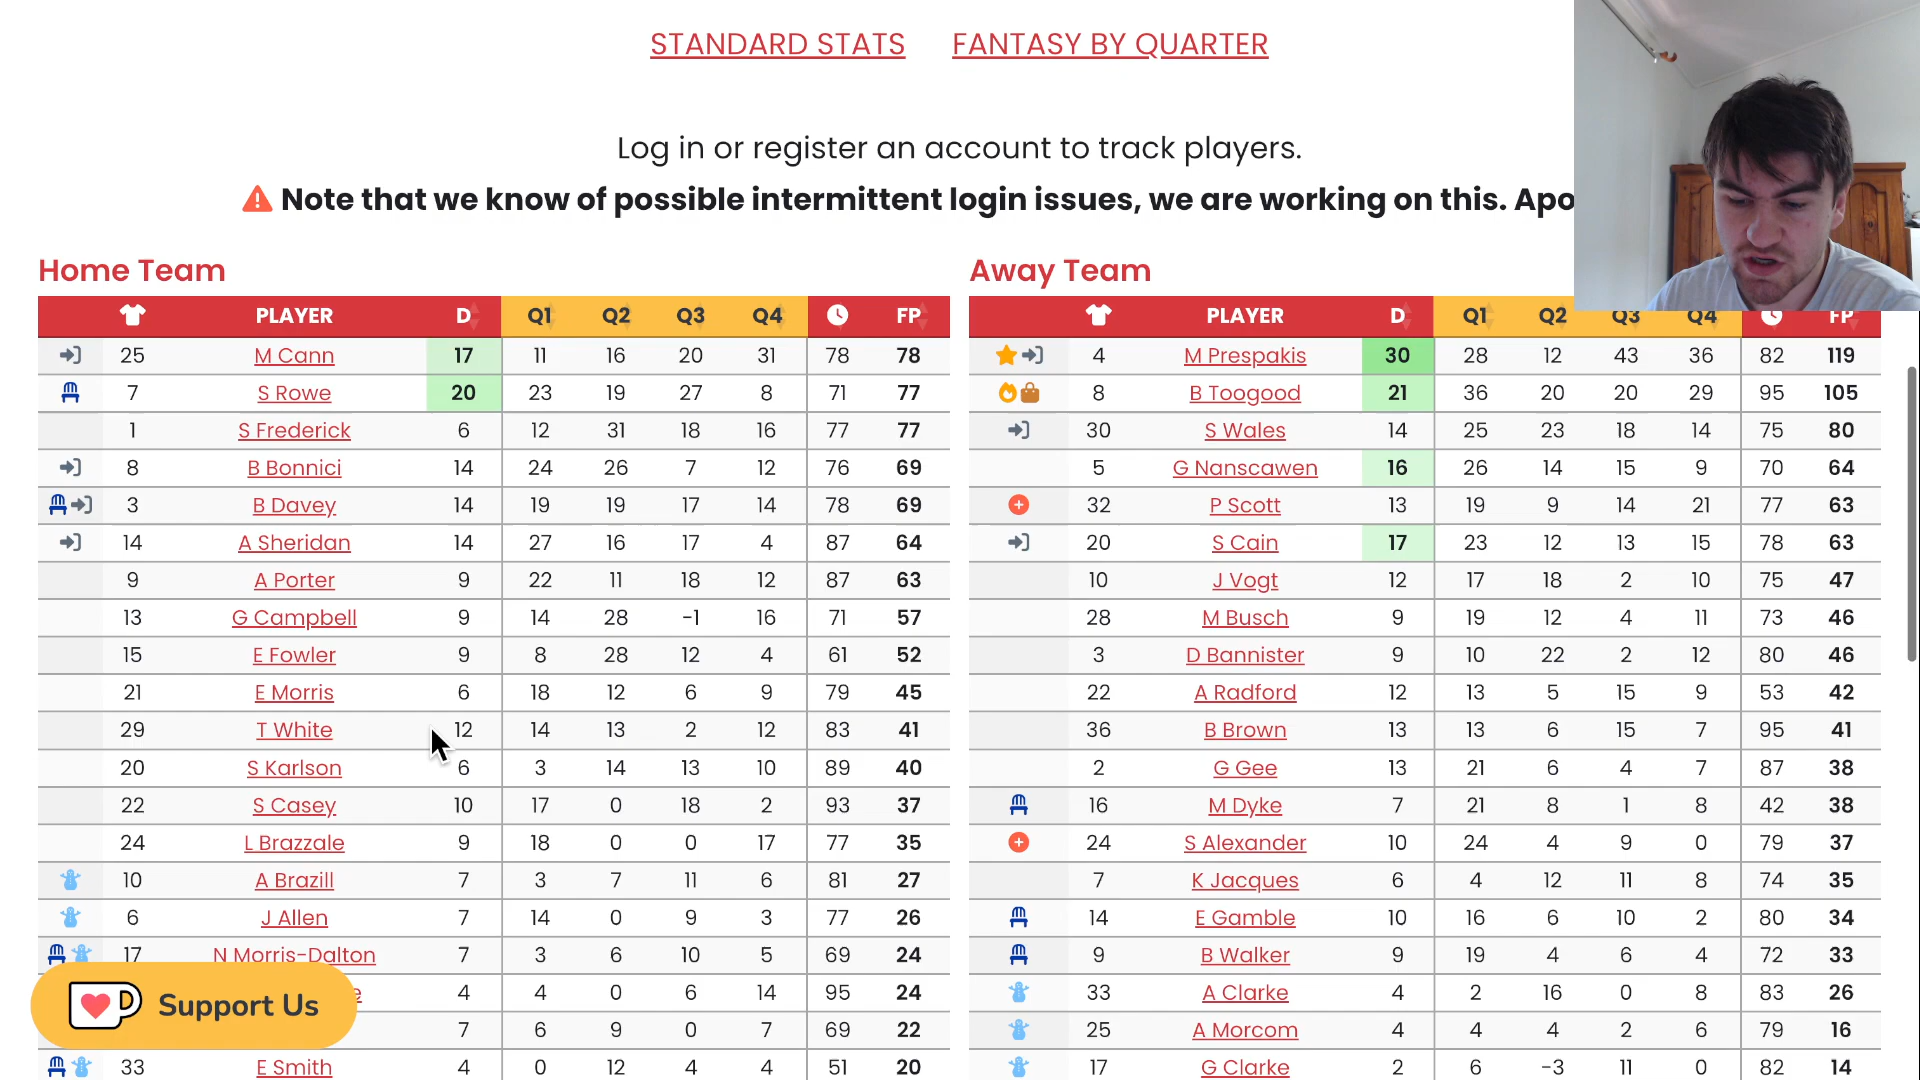 STANDARD STATS FANTASY BY QUARTER
Log in or register an account to track players.
Note that we know of possible intermittent login issues, we are working on this. Apo
Home Team
PLAYER D Q1 Q2 Q3 Q4 FP
25 M Cann 17 11 16 20 31 78 78
7 S Rowe 20 23 19 27 8 71 77
1 S Frederick 6 12 31 18 16 77 77
8 B Bonnici 14 24 26 7 12 76 69
3 B Davey 14 19 19 17 14 78 69
14 A Sheridan 14 27 16 17 4 87 64
9 A Porter 9 22 11 18 12 87 63
13 G Campbell 9 14 28 -1 16 71 57
15 E Fowler 9 8 28 12 4 61 52
21 E Morris 6 18 12 6 9 79 45
29 T White 12 14 13 2 12 83 41
20 S Karlson 6 3 14 13 10 89 40
22 S Casey 10 17 0 18 2 93 37
24 L Brazzale 9 18 0 0 17 77 35
10 A Brazill 7 3 7 11 6 81 27
6 J Allen 7 14 0 9 3 77 26
17 N Morris-Dalton 7 3 6 10 5 69 24
e 4 4 0 6 14 95 24
7 6 9 0 7 69 22
33 E Smith 4 0 12 4 4 51 20
Support Us
Away Team
PLAYER D Q1 Q2 Q3 Q4 FP
4 M Prespakis 30 28 12 43 36 82 119
8 B Toogood 21 36 20 20 29 95 105
30 S Wales 14 25 23 18 14 75 80
5 G Nanscawen 16 26 14 15 9 70 64
32 P Scott 13 19 9 14 21 77 63
20 S Cain 17 23 12 13 15 78 63
10 J Vogt 12 17 18 2 10 75 47
28 M Busch 9 19 12 4 11 73 46
3 D Bannister 9 10 22 2 12 80 46
22 A Radford 12 13 5 15 9 53 42
36 B Brown 13 13 6 15 7 95 41
2 G Gee 13 21 6 4 7 87 38
16 M Dyke 7 21 8 1 8 42 38
24 S Alexander 10 24 4 9 0 79 37
7 K Jacques 6 4 12 11 8 74 35
14 E Gamble 10 16 6 10 2 80 34
9 B Walker 9 19 4 6 4 72 33
33 A Clarke 4 2 16 0 8 83 26
25 A Morcom 4 4 4 2 6 79 16
17 G Clarke 2 6 -3 11 0 82 14